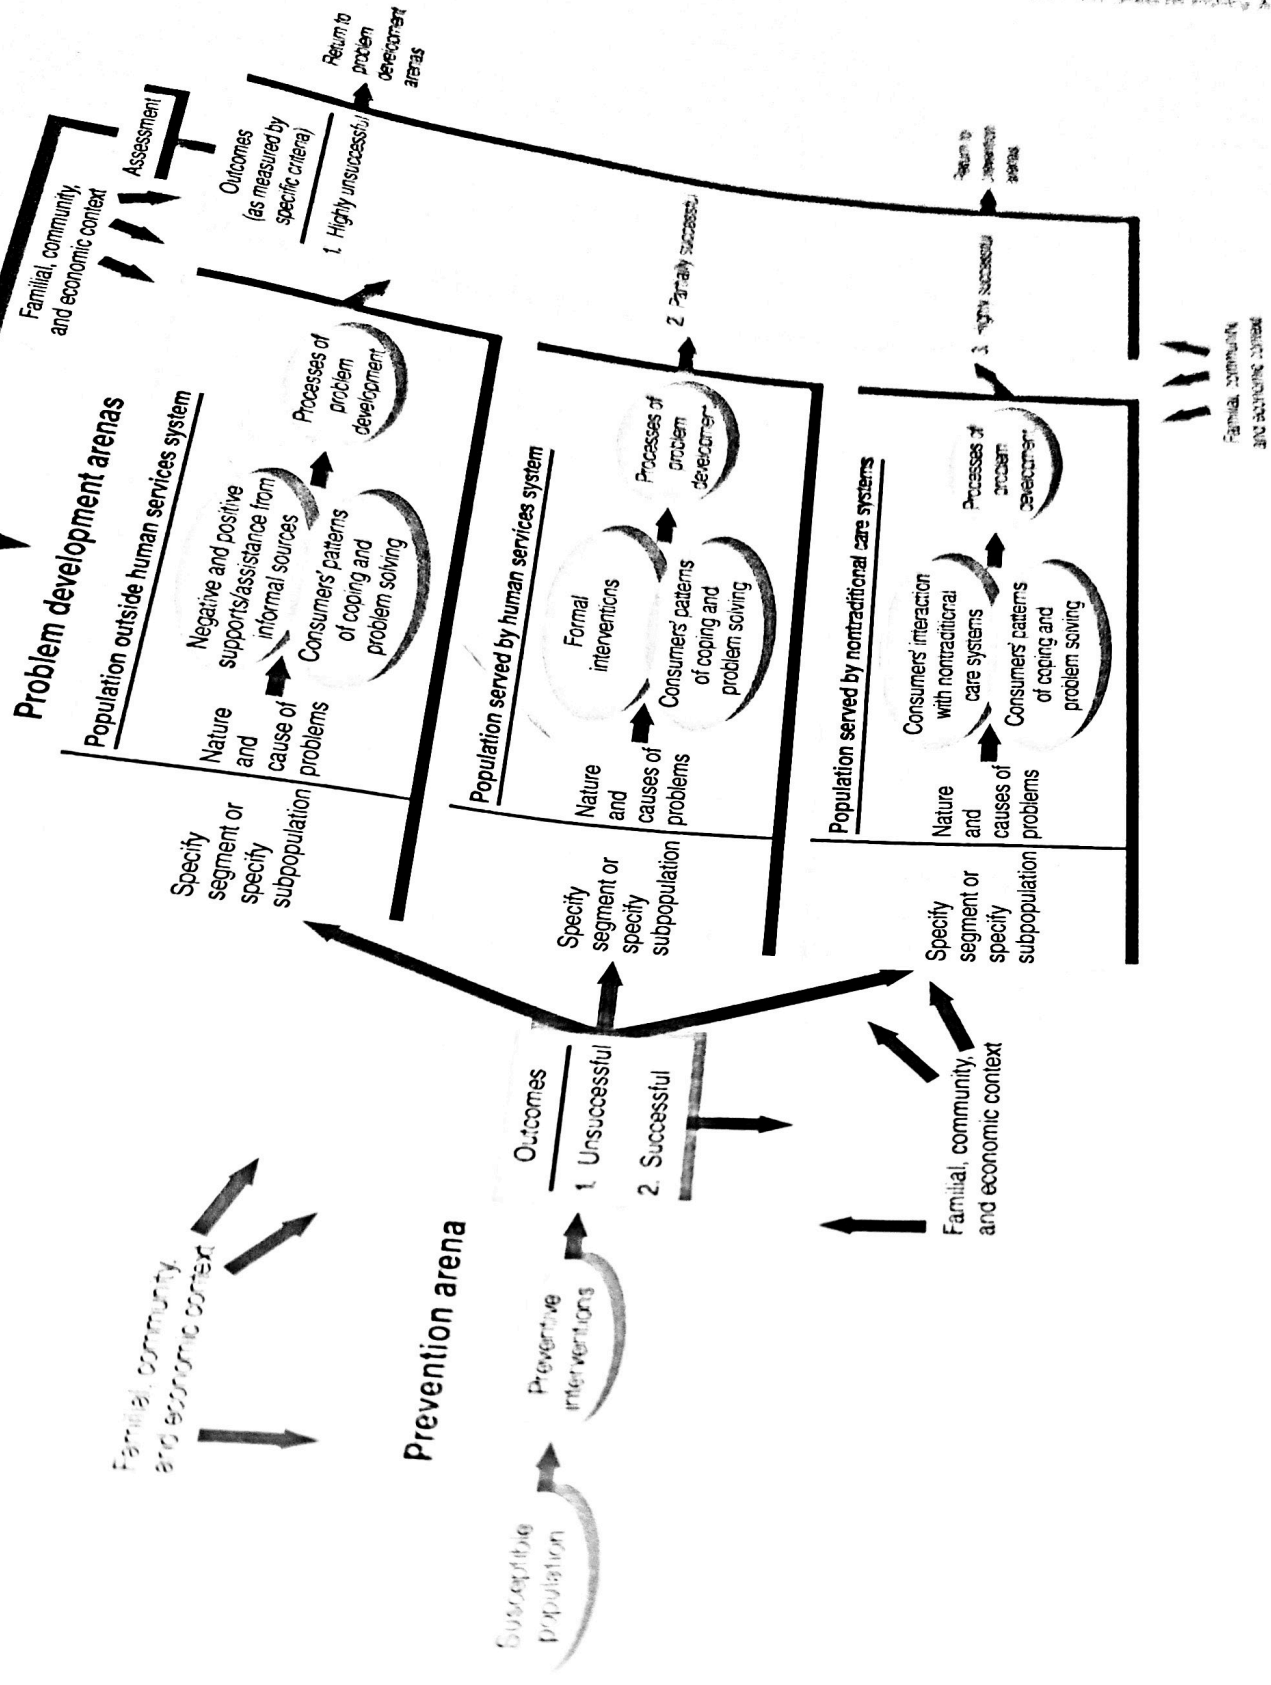 Familial, community,
and economic context
Prevention arena
Susceptible
population
Preventive
interventions
Outcomes
1. Unsuccessful
2. Successful
Familial, community,
and economic context
Problem development arenas
Population outside human services system
Specify
segment or
specify
subpopulation
Nature
and
cause of
problems
Negative and positive
supports/assistance from
informal sources
Consumers' patterns
of coping and
problem solving
Processes of
problem
development
Population served by human services system
Specify
segment or
specify
subpopulation
Nature
and
causes of
problems
Formal
interventions
Consumers' patterns
of coping and
problem solving
Processes of
problem
development
Population served by nontraditional care systems
Specify
segment or
specify
subpopulation
Nature
and
causes of
problems
Consumers' interaction
with nontraditional
care systems
Consumers' patterns
of coping and
problem solving
Processes of
problem
development
Familial, community,
and economic context
Assessment
Outcomes
(as measured by
specific criteria)
1. Highly unsuccessful
2. Partially successful
3. Highly successful
Return to
problem
development
arenas
Return to
prevention
arenas
Familial, community
and economic context